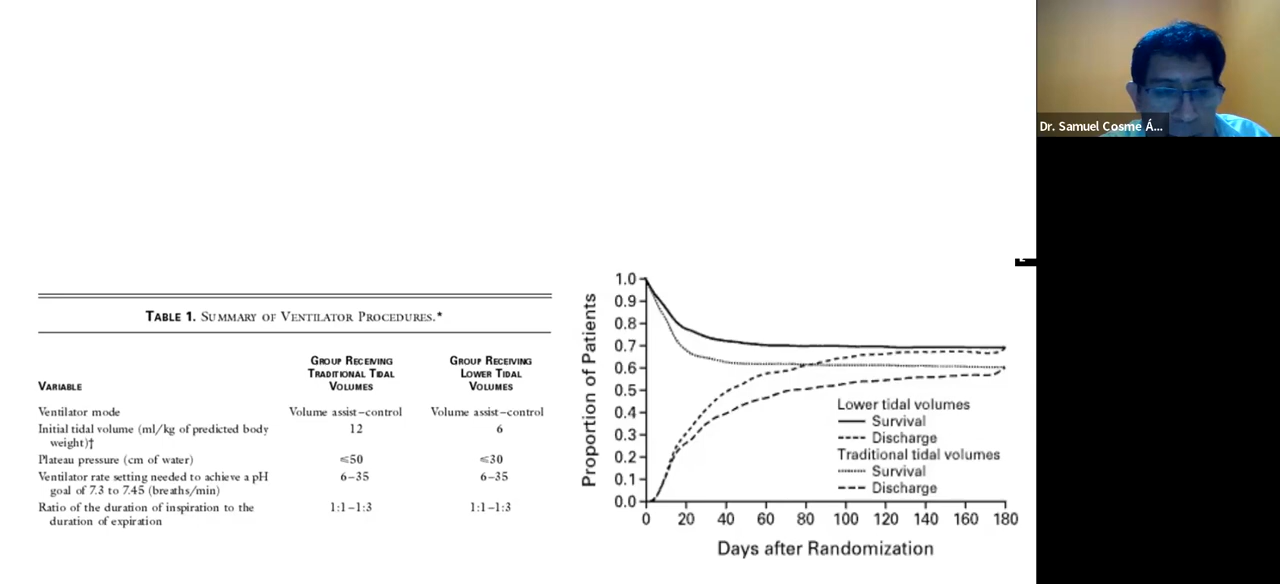 Dr. Samuel Cosme Á...
TABLE 1. SUMMARY OF VENTILATOR PROCEDURES.*
VARIABLE
GROUP RECEIVING
TRADITIONAL TIDAL
VOLUMES
GROUP RECEIVING
LOWER TIDAL
VOLUMES
Ventilator mode Volume assist–control Volume assist–control
Initial tidal volume (ml/kg of predicted body
weight)† 12 6
Plateau pressure (cm of water) ≤50 ≤30
Ventilator rate setting needed to achieve a pH
goal of 7.3 to 7.45 (breaths/min) 6–35 6–35
Ratio of the duration of inspiration to the
duration of expiration 1:1–1:3 1:1–1:3
Proportion of Patients
1.0
0.9
0.8
0.7
0.6
0.5
0.4
0.3
0.2
0.1
0.0
Lower tidal volumes
Survival
Discharge
Traditional tidal volumes
Survival
Discharge
0 20 40 60 80 100 120 140 160 180
Days after Randomization